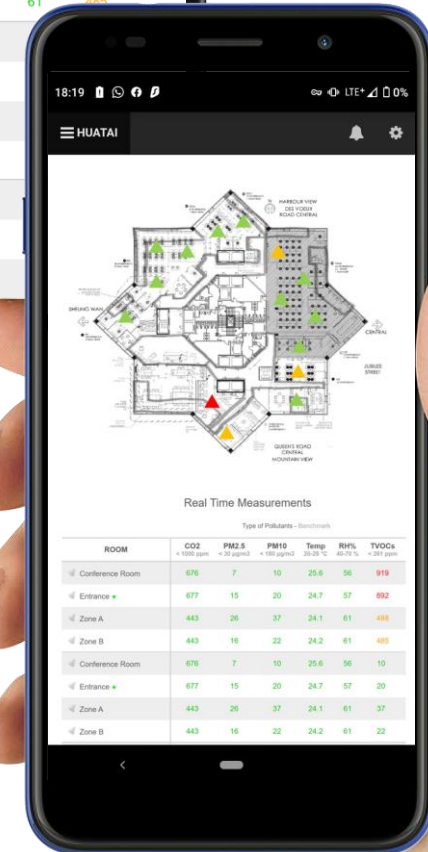 61 485
18:19 LTE+ 0%
HUATAI
HARBOUR VIEW
DES VOEUX
ROAD CENTRAL
SHEUNG WAN
CENTRAL
JUBILEE
STREET
QUEEN'S ROAD
CENTRAL
MOUNTAIN VIEW
Real Time Measurements
Type of Pollutants - Benchmark
ROOM CO2 PM2.5 PM10 Temp RH% TVOCs
< 1000 ppm < 30 µg/m3 < 100 µg/m3 20-28 °C 40-70 % < 201 ppm
Conference Room 676 7 10 25.6 56 919
Entrance 677 15 20 24.7 57 892
Zone A 443 26 37 24.1 61 488
Zone B 443 16 22 24.2 61 485
Conference Room 676 7 10 25.6 56 10
Entrance 677 15 20 24.7 57 20
Zone A 443 26 37 24.1 61 37
Zone B 443 16 22 24.2 61 22